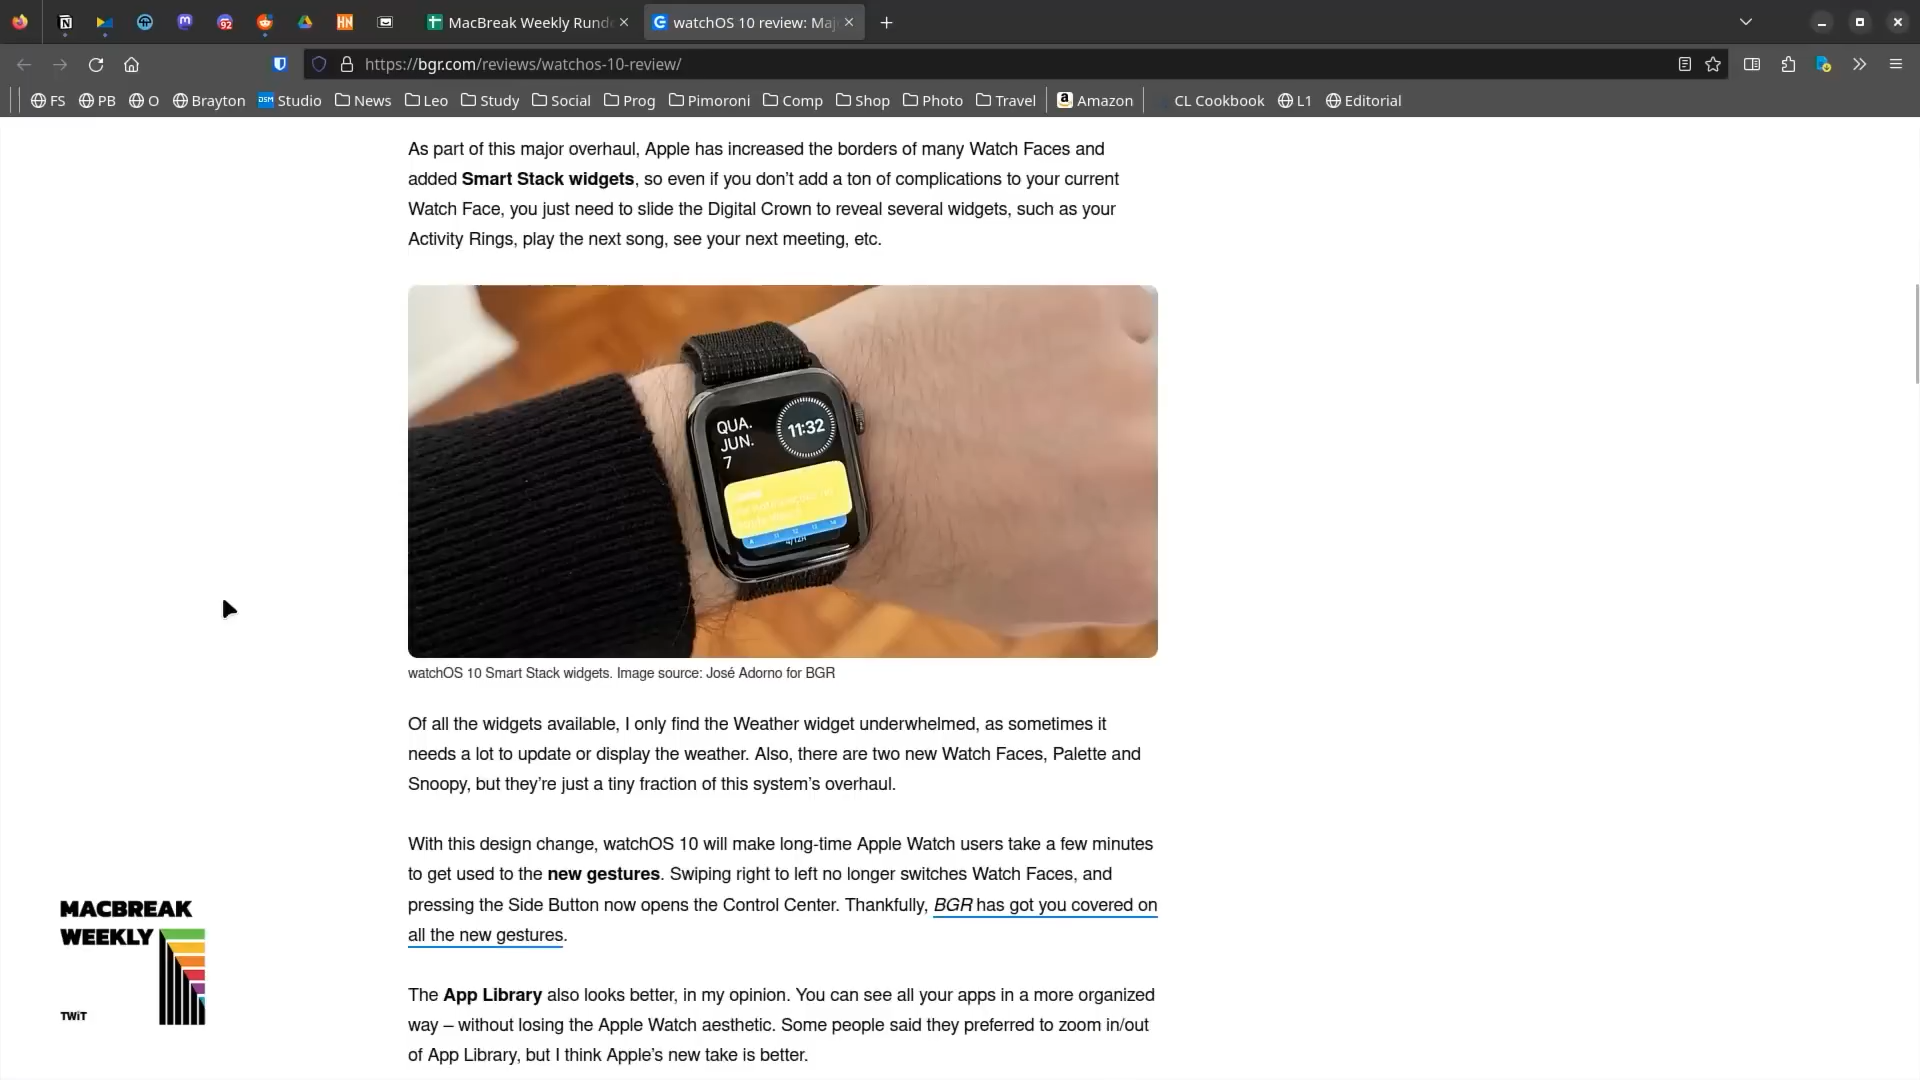 MacBreak Weekly Rund
watchOS 10 review: Maj
https://bgr.com/reviews/watchos-10-review/
FS PB O Brayton Studio News Leo Study Social Prog Pimoroni Comp Shop Photo Travel Amazon CL Cookbook L1 Editorial
As part of this major overhaul, Apple has increased the borders of many Watch Faces and
added Smart Stack widgets, so even if you don’t add a ton of complications to your current
Watch Face, you just need to slide the Digital Crown to reveal several widgets, such as your
Activity Rings, play the next song, see your next meeting, etc.
QUA.
JUN.
7
11:32
watchOS 10 Smart Stack widgets. Image source: José Adorno for BGR
Of all the widgets available, I only find the Weather widget underwhelmed, as sometimes it
needs a lot to update or display the weather. Also, there are two new Watch Faces, Palette and
Snoopy, but they’re just a tiny fraction of this system’s overhaul.
With this design change, watchOS 10 will make long-time Apple Watch users take a few minutes
to get used to the new gestures. Swiping right to left no longer switches Watch Faces, and
pressing the Side Button now opens the Control Center. Thankfully, BGR has got you covered on
all the new gestures.
The App Library also looks better, in my opinion. You can see all your apps in a more organized
way – without losing the Apple Watch aesthetic. Some people said they preferred to zoom in/out
of App Library, but I think Apple’s new take is better.
MACBREAK
WEEKLY
TWiT